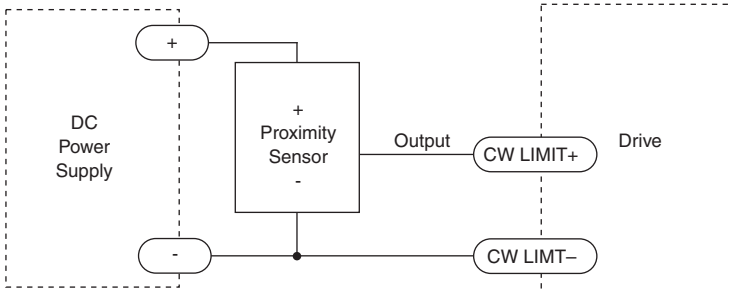 +
DC
Power
Supply
+
Proximity
Sensor
-
Output
CW LIMIT+
Drive
-
CW LIMT–